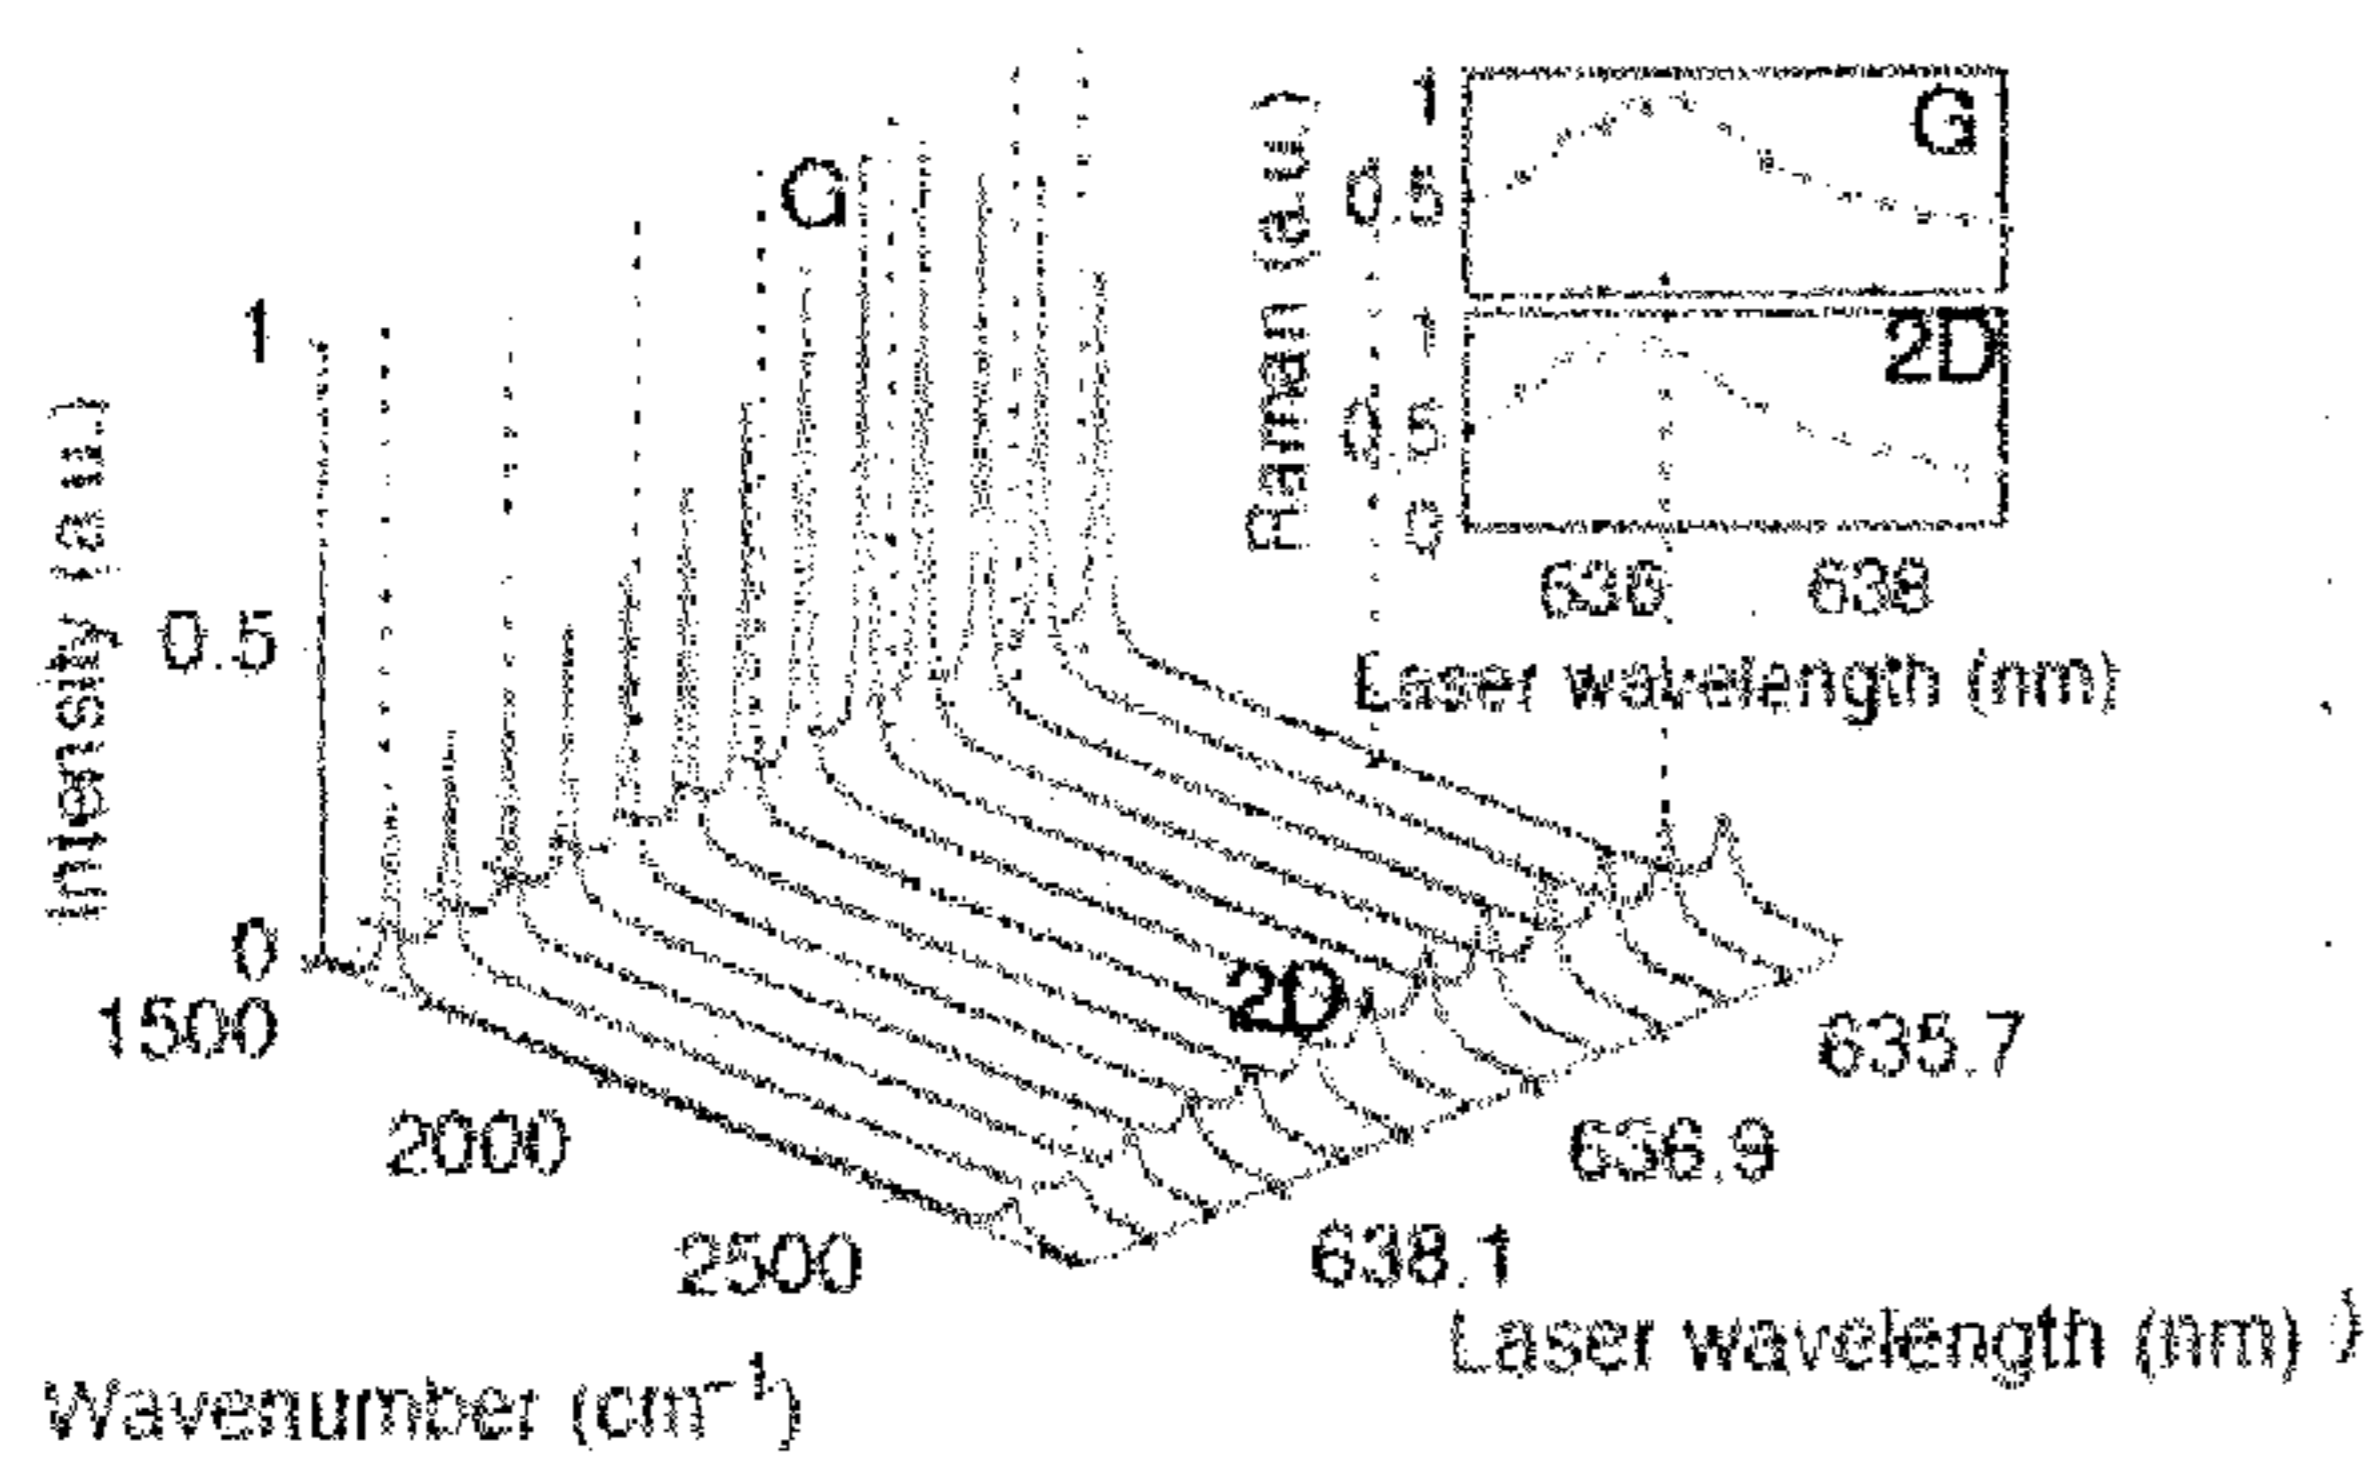 Intensity (a.u.)
1
0.5
0
1500
2000
2500
Wavenumber (cm⁻¹)
G
2D
635.7
636.9
638.1
Laser wavelength (nm) )
Raman (a.u.)
1
0.5
G
1
0.5
0
2D
636
638
Laser wavelength (nm)